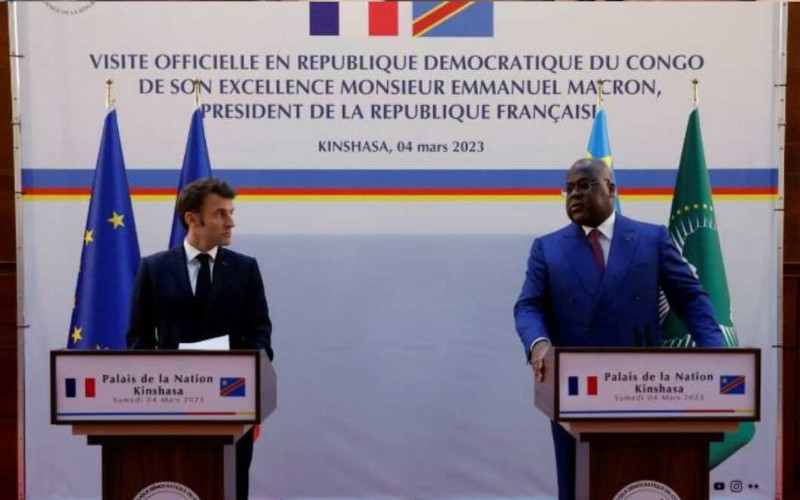 VISITE OFFICIELLE EN REPUBLIQUE DEMOCRATIQUE DU CONGO
DE SON EXCELLENCE MONSIEUR EMMANUEL MACRON,
PRESIDENT DE LA REPUBLIQUE FRANÇAISE
KINSHASA, 04 mars 2023
Palais de la Nation
Kinshasa
Samedi 04 Mars 2023
Palais de la Nation
Kinshasa
Samedi 04 Mars 2023